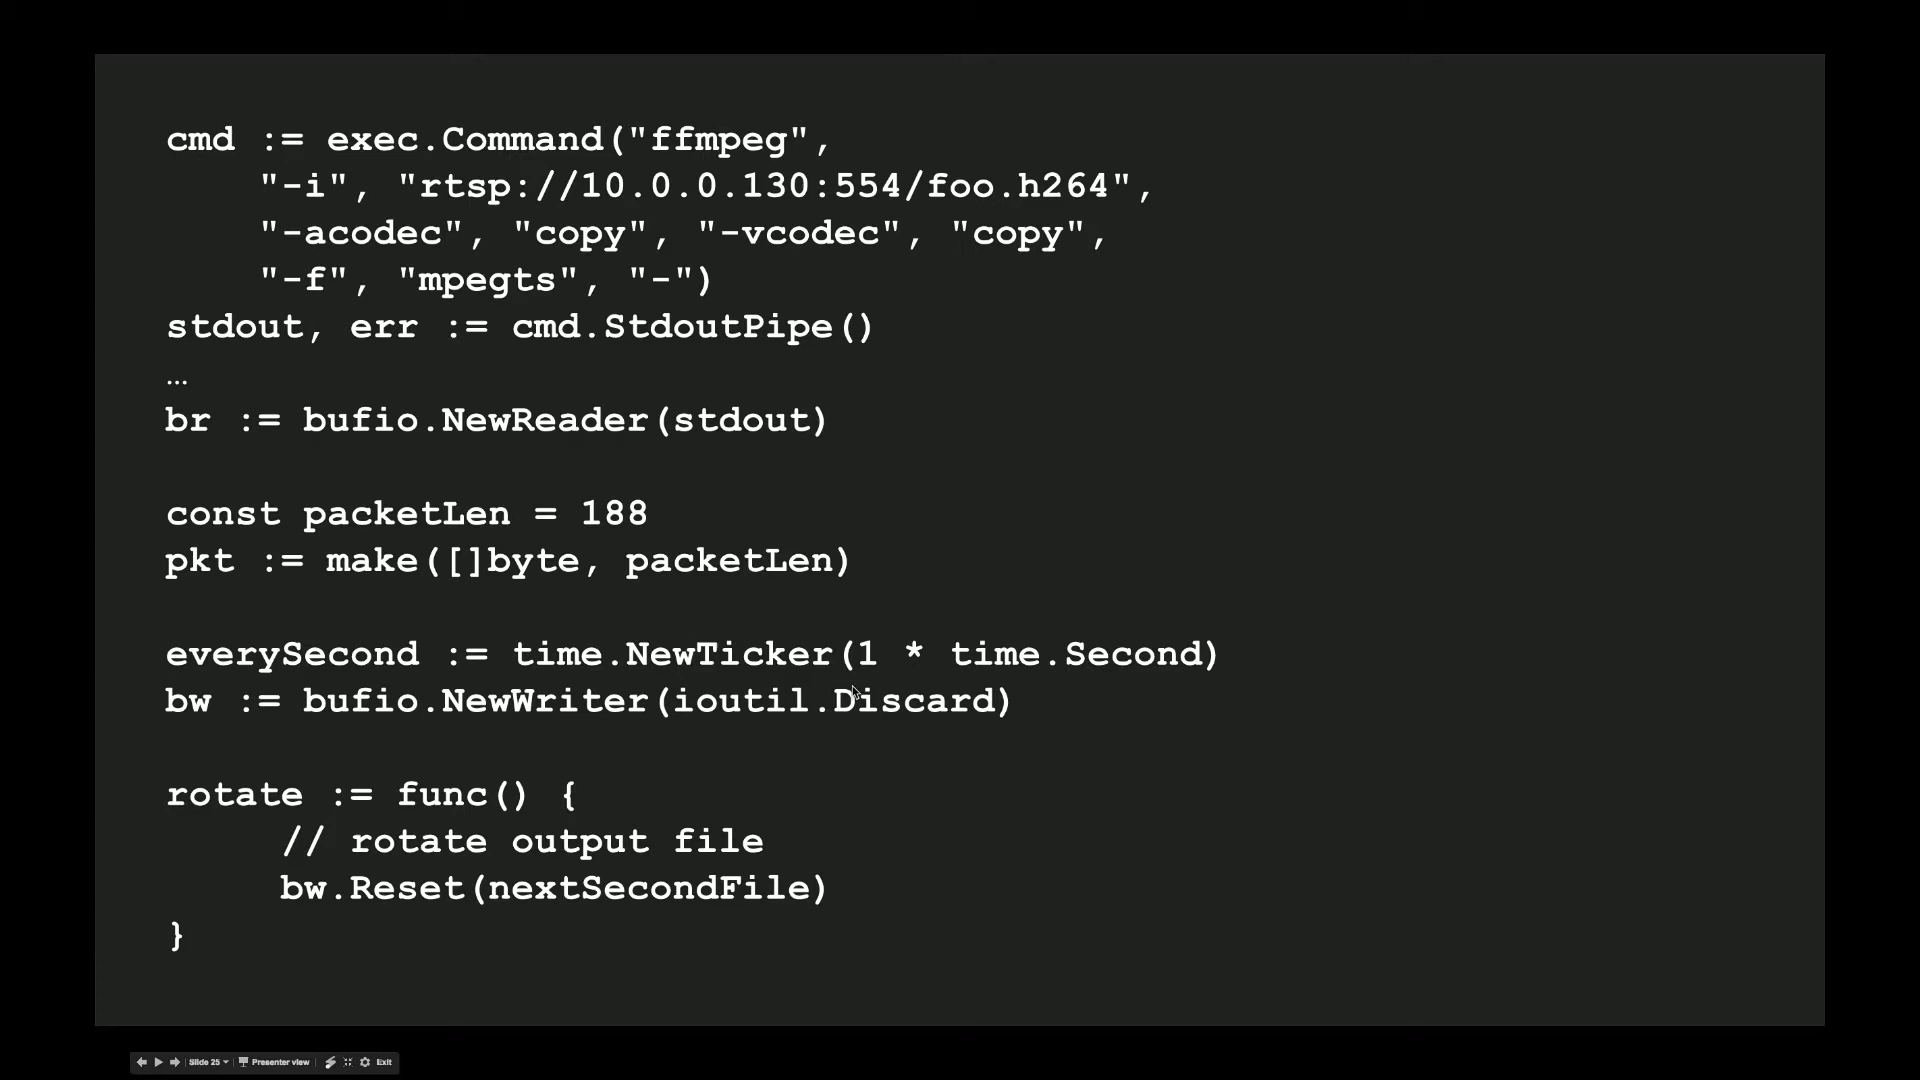 cmd := exec.Command("ffmpeg",
"-i", "rtsp://10.0.0.130:554/foo.h264",
"-acodec", "copy", "-vcodec", "copy",
"-f", "mpegts", "-")
stdout, err := cmd.StdoutPipe()
…
br := bufio.NewReader(stdout)
const packetLen = 188
pkt := make([]byte, packetLen)
everySecond := time.NewTicker(1 * time.Second)
bw := bufio.NewWriter(ioutil.Discard)
rotate := func() {
// rotate output file
bw.Reset(nextSecondFile)
}
Slide 25 Presenter view Exit